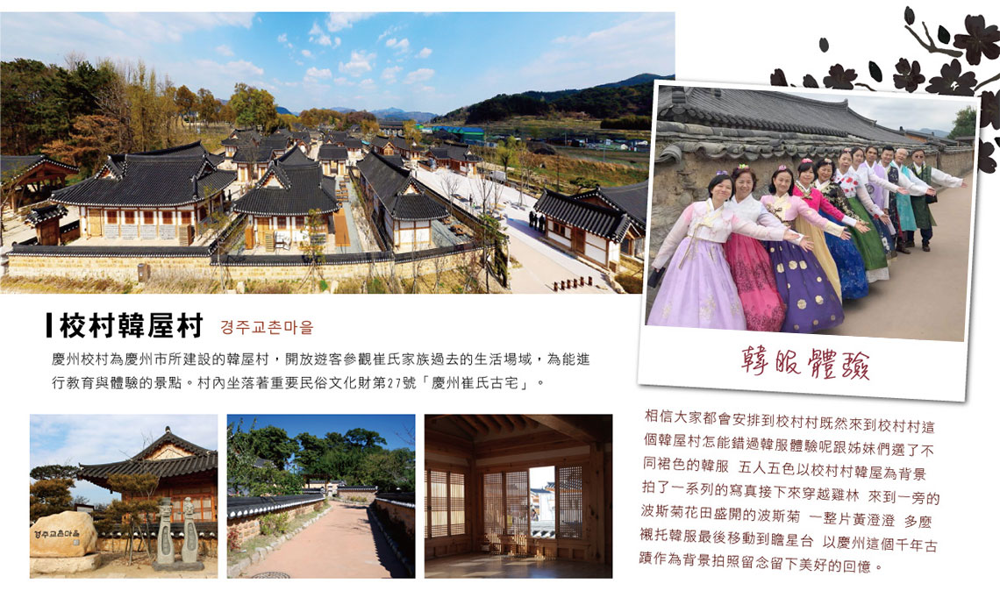 校村韓屋村 경주교촌마을
慶州校村為慶州市所建設的韓屋村，開放遊客參觀崔氏家族過去的生活場域，為能進
行教育與體驗的景點。村內坐落著重要民俗文化財第27號「慶州崔氏古宅」。
경주교촌마을
韓服體驗
相信大家都會安排到校村村既然來到校村村這
個韓屋村怎能錯過韓服體驗呢跟姊妹們選了不
同裙色的韓服 五人五色以校村村韓屋為背景
拍了一系列的寫真接下來穿越雞林 來到一旁的
波斯菊花田盛開的波斯菊 一整片黃澄澄 多麼
襯托韓服最後移動到瞻星台 以慶州這個千年古
蹟作為背景拍照留念留下美好的回憶。